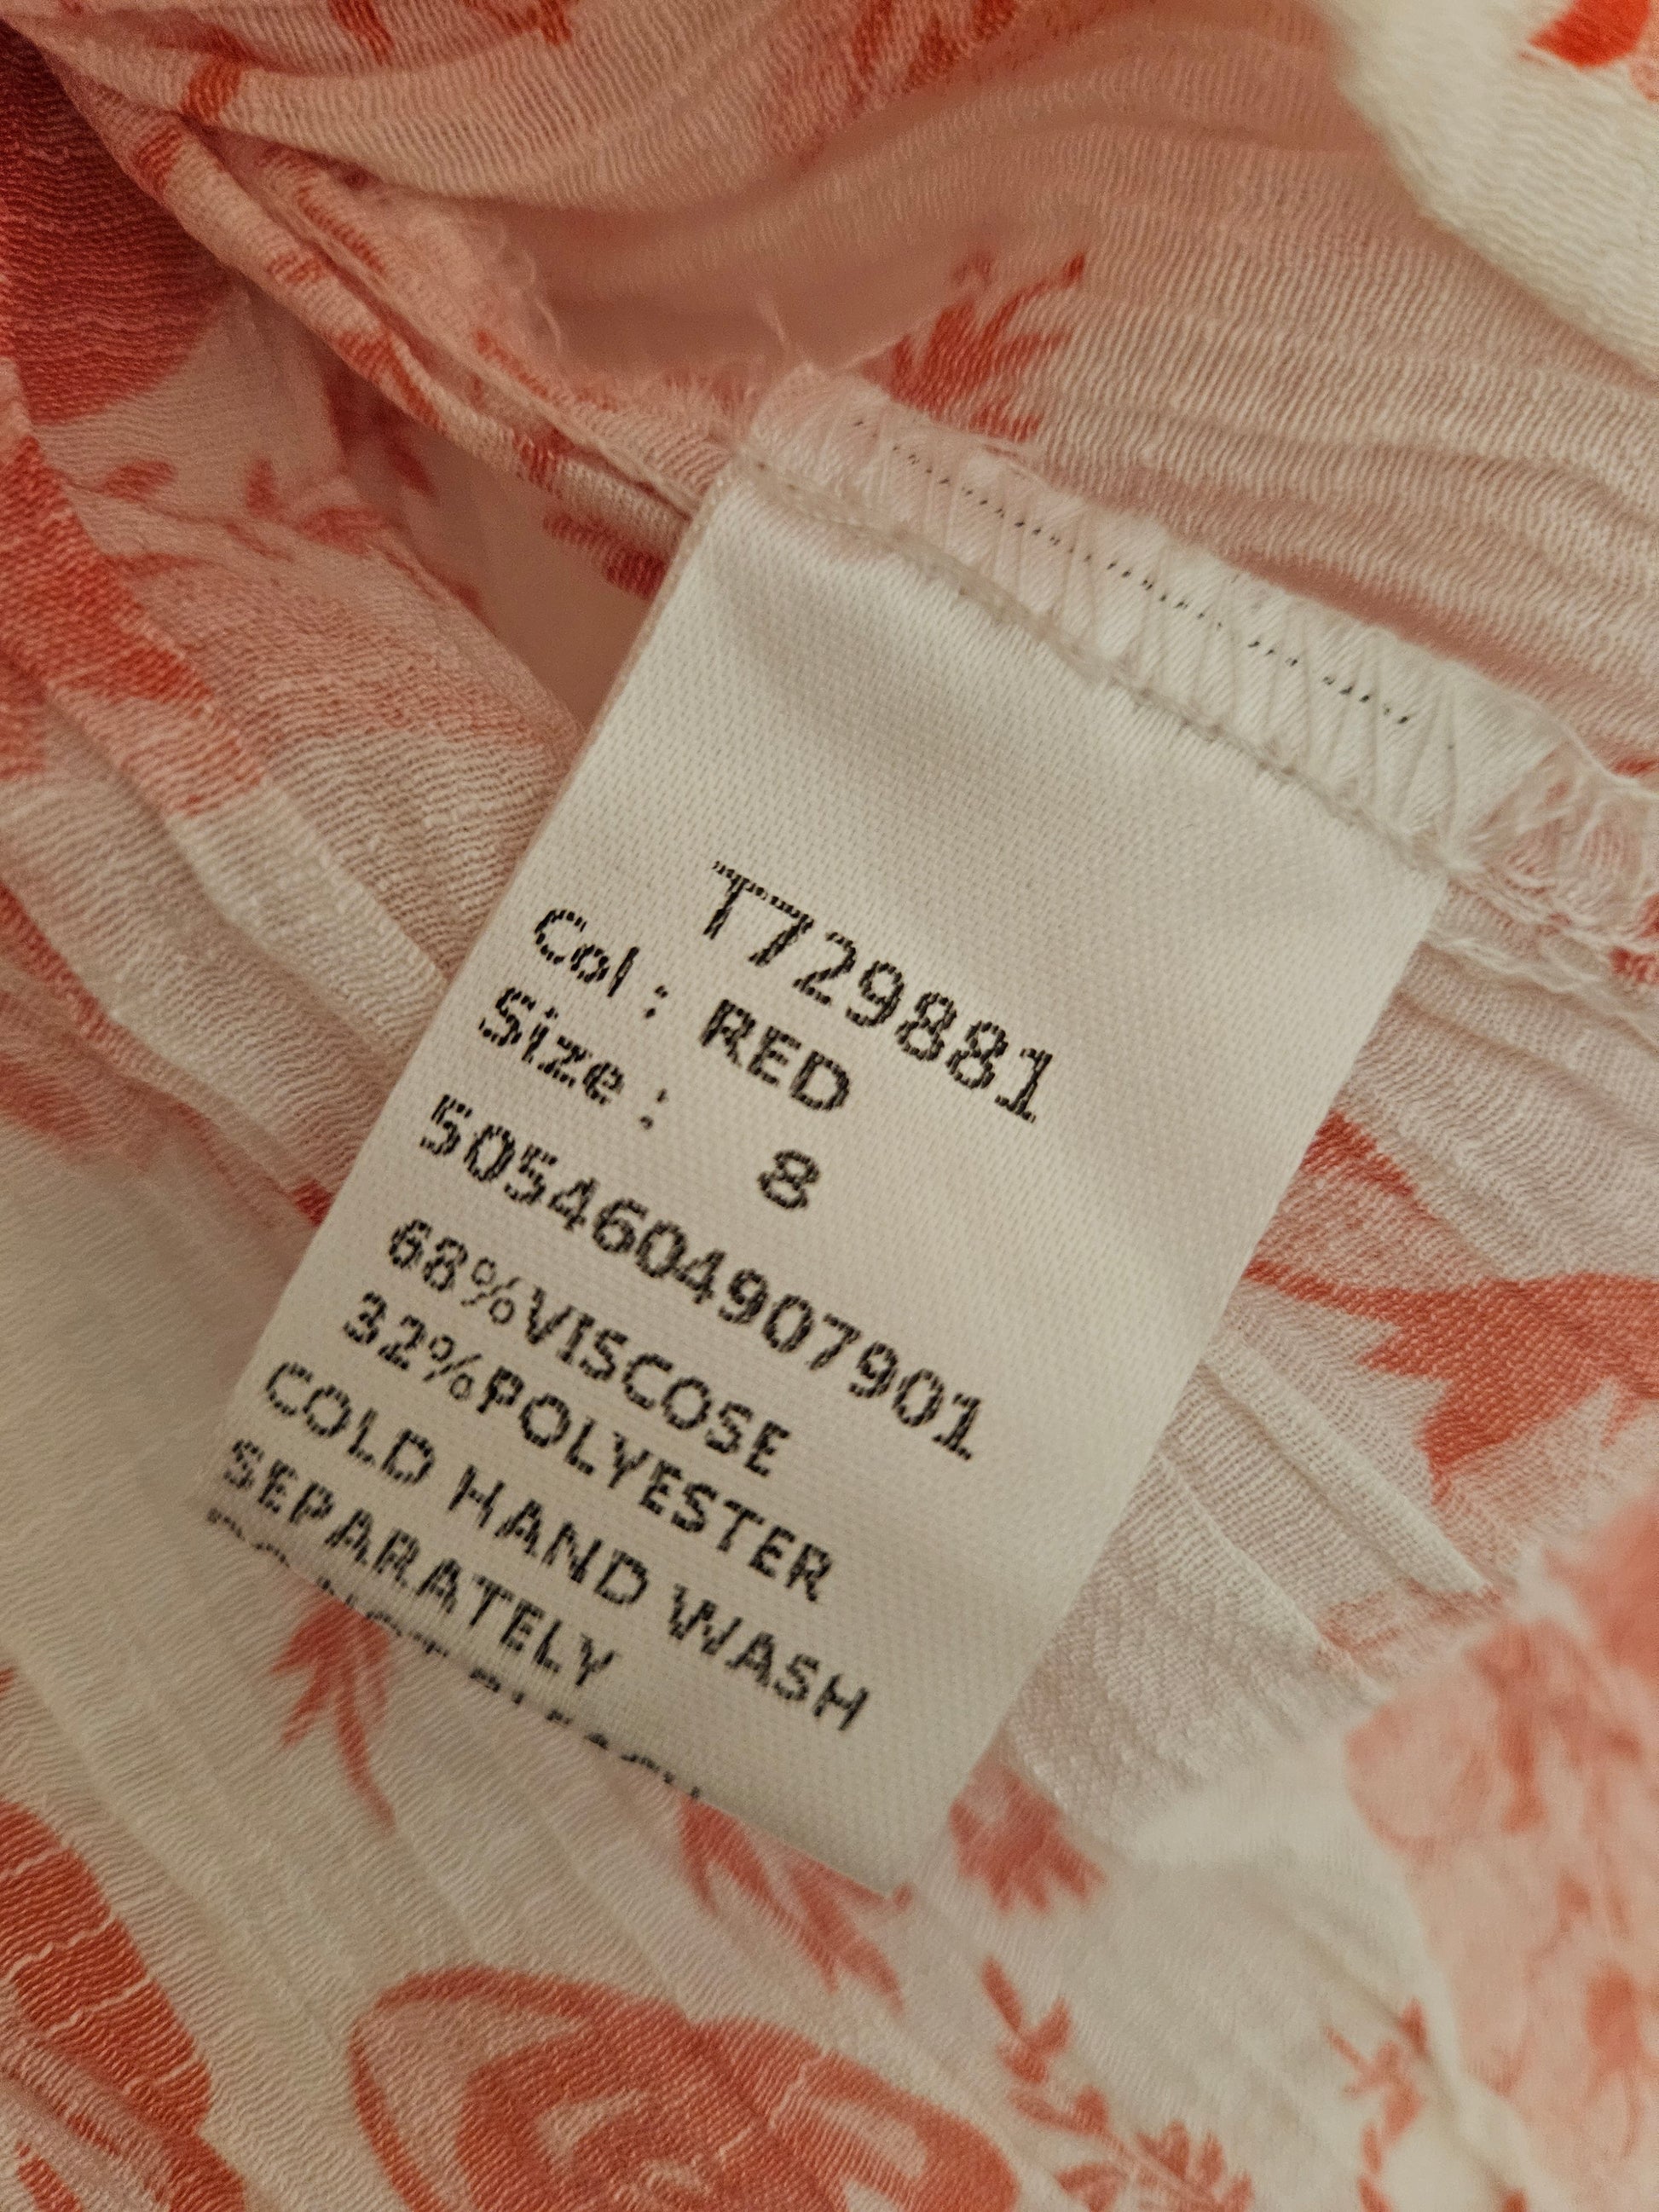 T729881
Col : RED
Size : 8
5054604907901
68%VISCOSE
32%POLYESTER
COLD HAND WASH
SEPARATELY